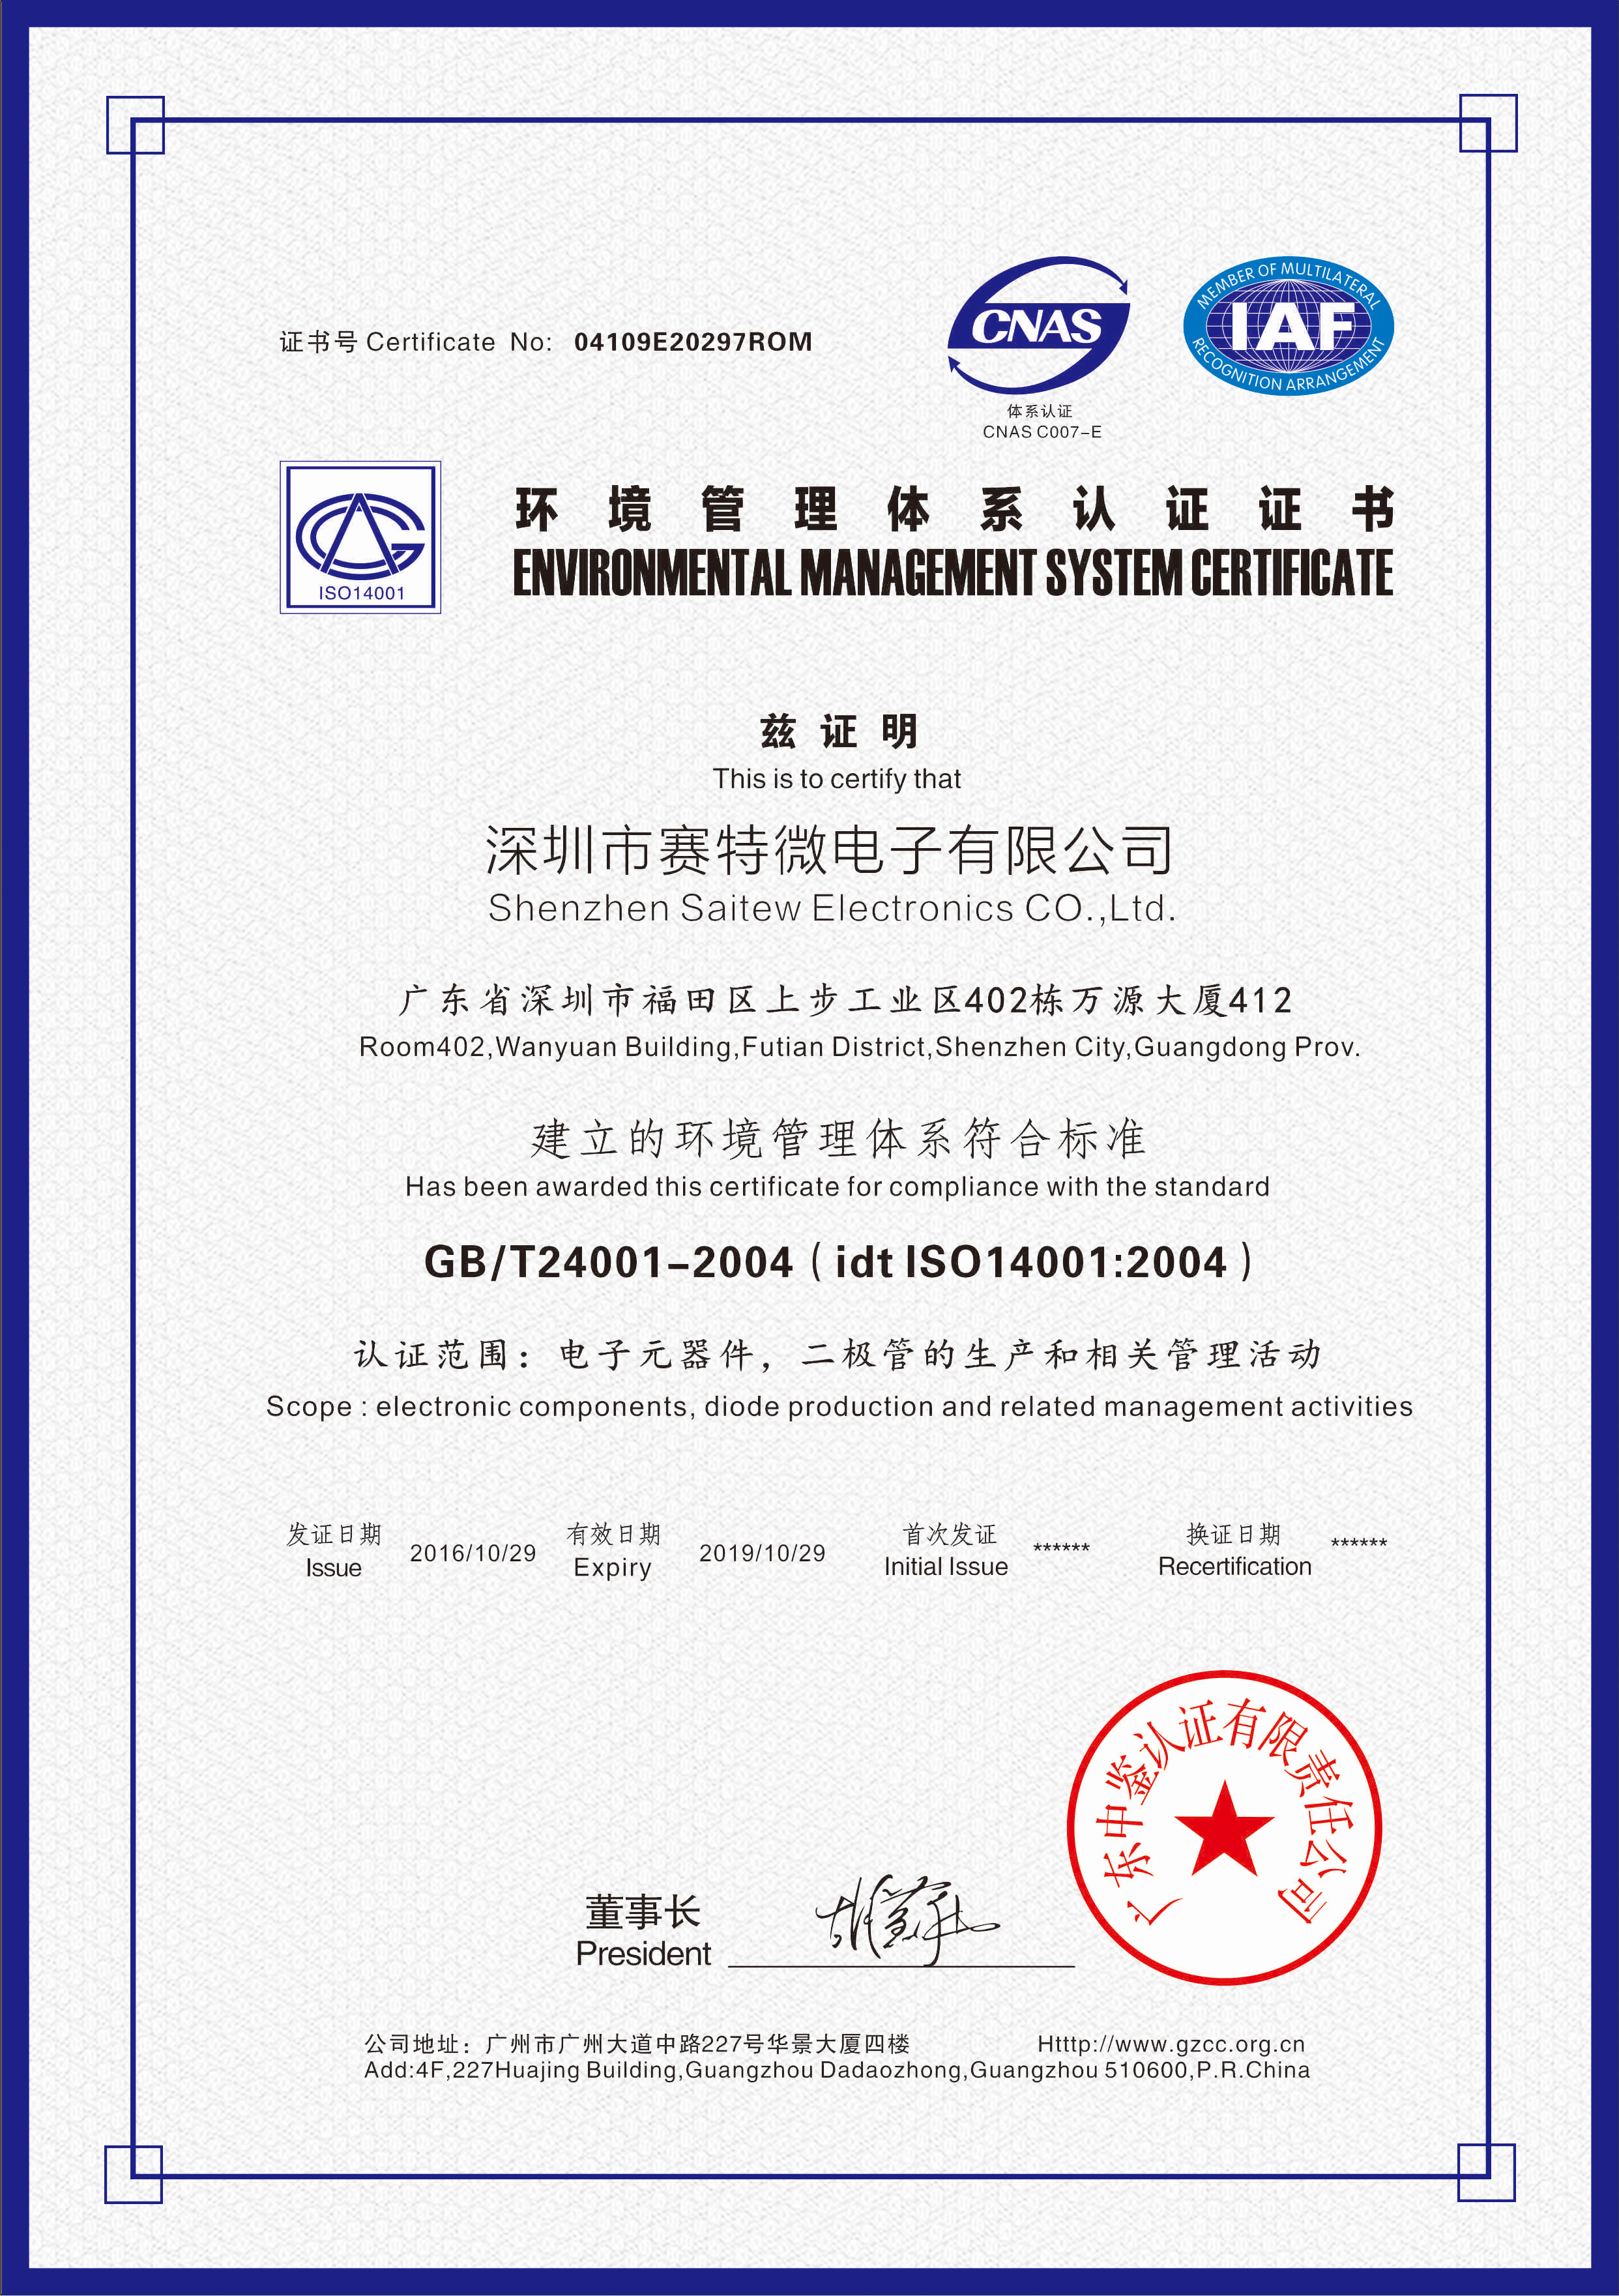 证书号 Certificate No: 04109E20297ROM
CNAS
体系认证
CNAS C007-E
MEMBER OF MULTILATERAL
IAF
RECOGNITION ARRANGEMENT
ISO14001
环境管理体系认证证书
ENVIRONMENTAL MANAGEMENT SYSTEM CERTIFICATE
兹证明
This is to certify that
深圳市赛特微电子有限公司
Shenzhen Saitew Electronics CO.,Ltd.
广东省深圳市福田区上步工业区402栋万源大厦412
Room402,Wanyuan Building,Futian District,Shenzhen City,Guangdong Prov.
建立的环境管理体系符合标准
Has been awarded this certificate for compliance with the standard
GB/T24001-2004（idt ISO14001:2004）
认证范围：电子元器件，二极管的生产和相关管理活动
Scope : electronic components, diode production and related management activities
发证日期 Issue 2016/10/29
有效日期 Expiry 2019/10/29
首次发证 Initial Issue ******
换证日期 Recertification ******
广东中鉴认证有限责任公司
董事长
President
公司地址：广州市广州大道中路227号华景大厦四楼 Htttp://www.gzcc.org.cn
Add:4F,227Huajing Building,Guangzhou Dadaozhong,Guangzhou 510600,P.R.China